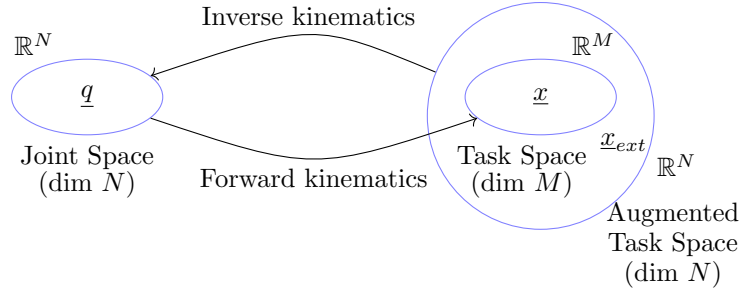 Inverse kinematics
ℝ^N
ℝ^M
q
x
x_ext
Joint Space
(dim N)
Forward kinematics
Task Space
(dim M)
ℝ^N
Augmented
Task Space
(dim N)